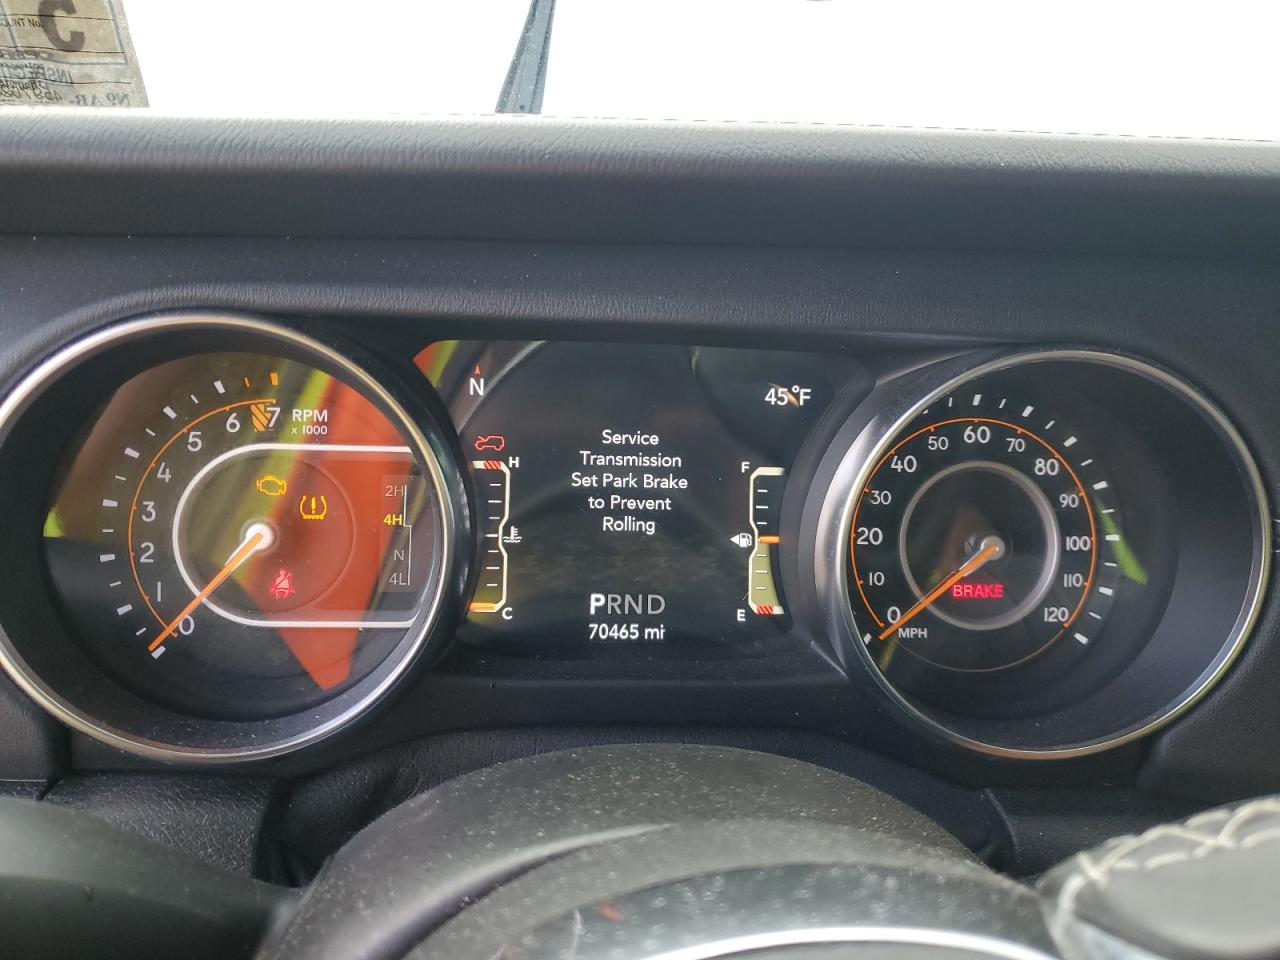 N
45°F
Service
Transmission
Set Park Brake
to Prevent
Rolling
H
C
F
E
PRND
70465 mi
0
1
2
3
4
5
6
7
RPM
x 1000
2H
4H
N
4L
0
10
20
30
40
50
60
70
80
90
100
110
120
MPH
BRAKE